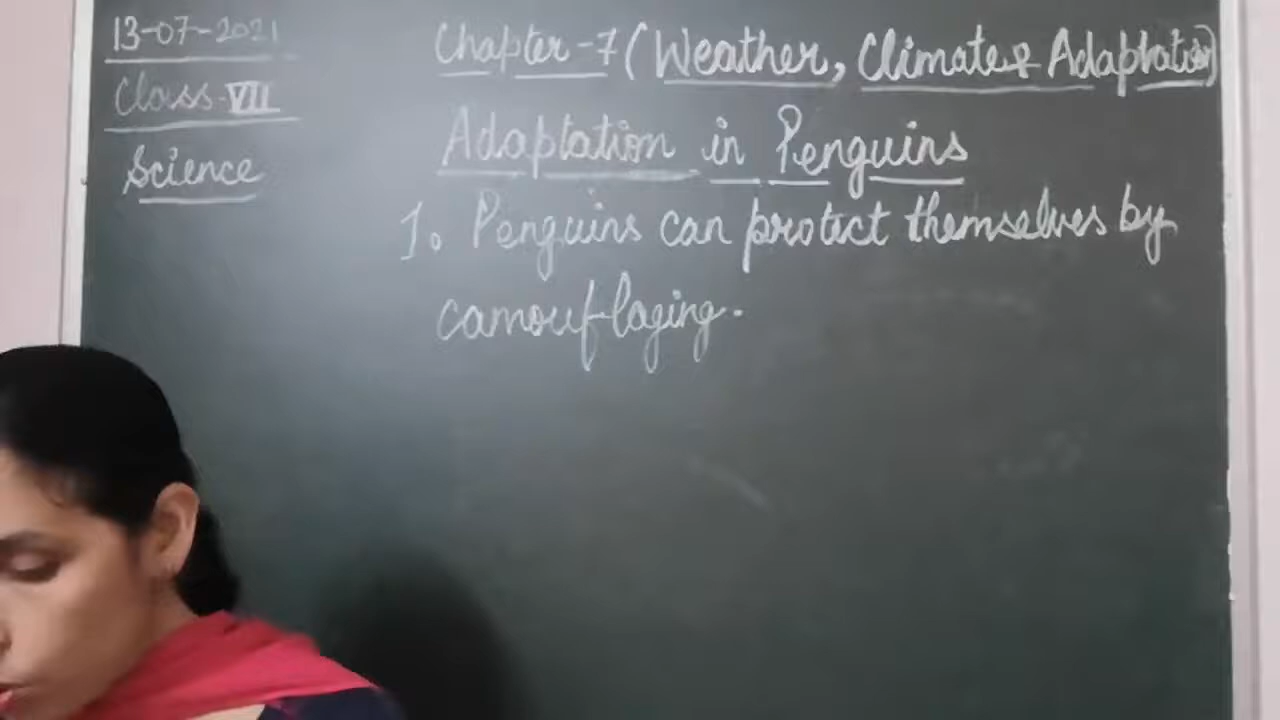 13-07-2021
Class-VII
Science
Chapter-7 (Weather, Climate & Adaptation)
Adaptation in Penguins
1. Penguins can protect themselves by
camouflaging.